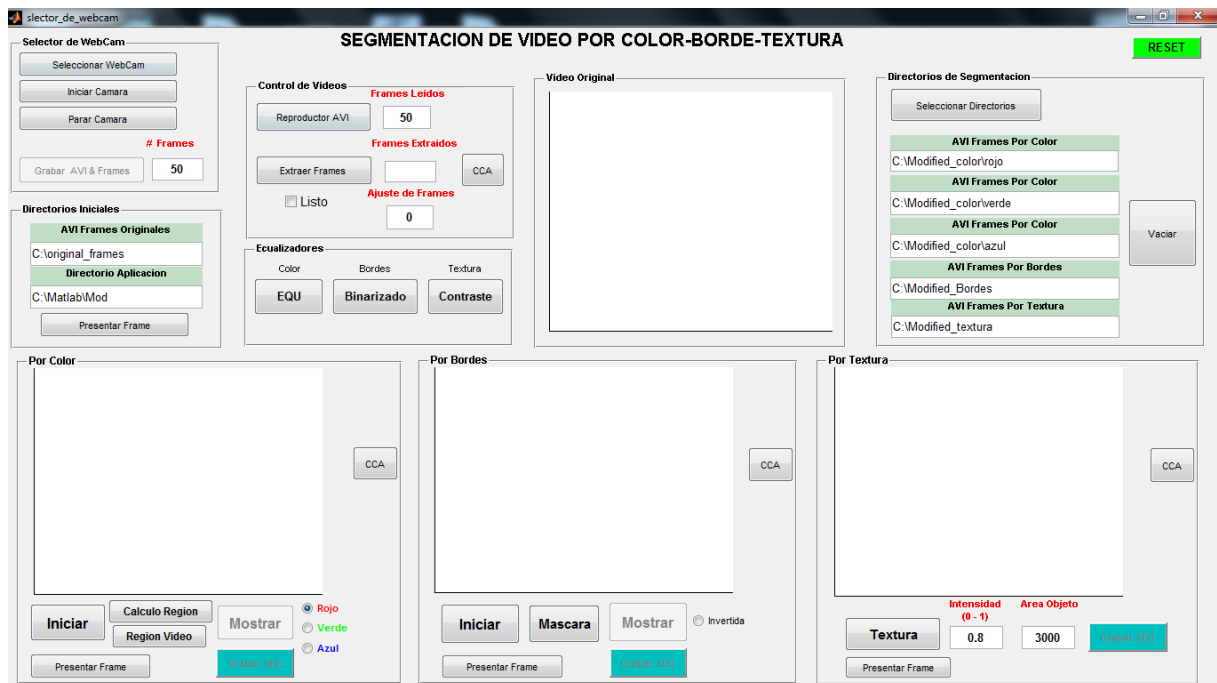 slector_de_webcam
SEGMENTACION DE VIDEO POR COLOR-BORDE-TEXTURA
RESET
Selector de WebCam
Seleccionar WebCam
Iniciar Camara
Parar Camara
# Frames
Grabar AVI & Frames
50
Directorios Iniciales
AVI Frames Originales
C:\original_frames
Directorio Aplicacion
C:\Matlab\Mod
Presentar Frame
Control de Videos
Frames Leidos
Reproductor AVI
50
Frames Extraidos
Extraer Frames
CCA
Listo
Ajuste de Frames
0
Ecualizadores
Color
Bordes
Textura
EQU
Binarizado
Contraste
Video Original
Directorios de Segmentacion
Seleccionar Directorios
AVI Frames Por Color
C:\Modified_color\rojo
AVI Frames Por Color
C:\Modified_color\verde
AVI Frames Por Color
C:\Modified_color\azul
AVI Frames Por Bordes
C:\Modified_Bordes
AVI Frames Por Textura
C:\Modified_textura
Vaciar
Por Color
CCA
Iniciar
Calculo Region
Region Video
Mostrar
Rojo
Verde
Azul
Presentar Frame
Grabar SEG
Por Bordes
CCA
Iniciar
Mascara
Mostrar
Invertida
Presentar Frame
Grabar SEG
Por Textura
CCA
Intensidad
(0 - 1)
Area Objeto
Textura
0.8
3000
Grabar SEG
Presentar Frame